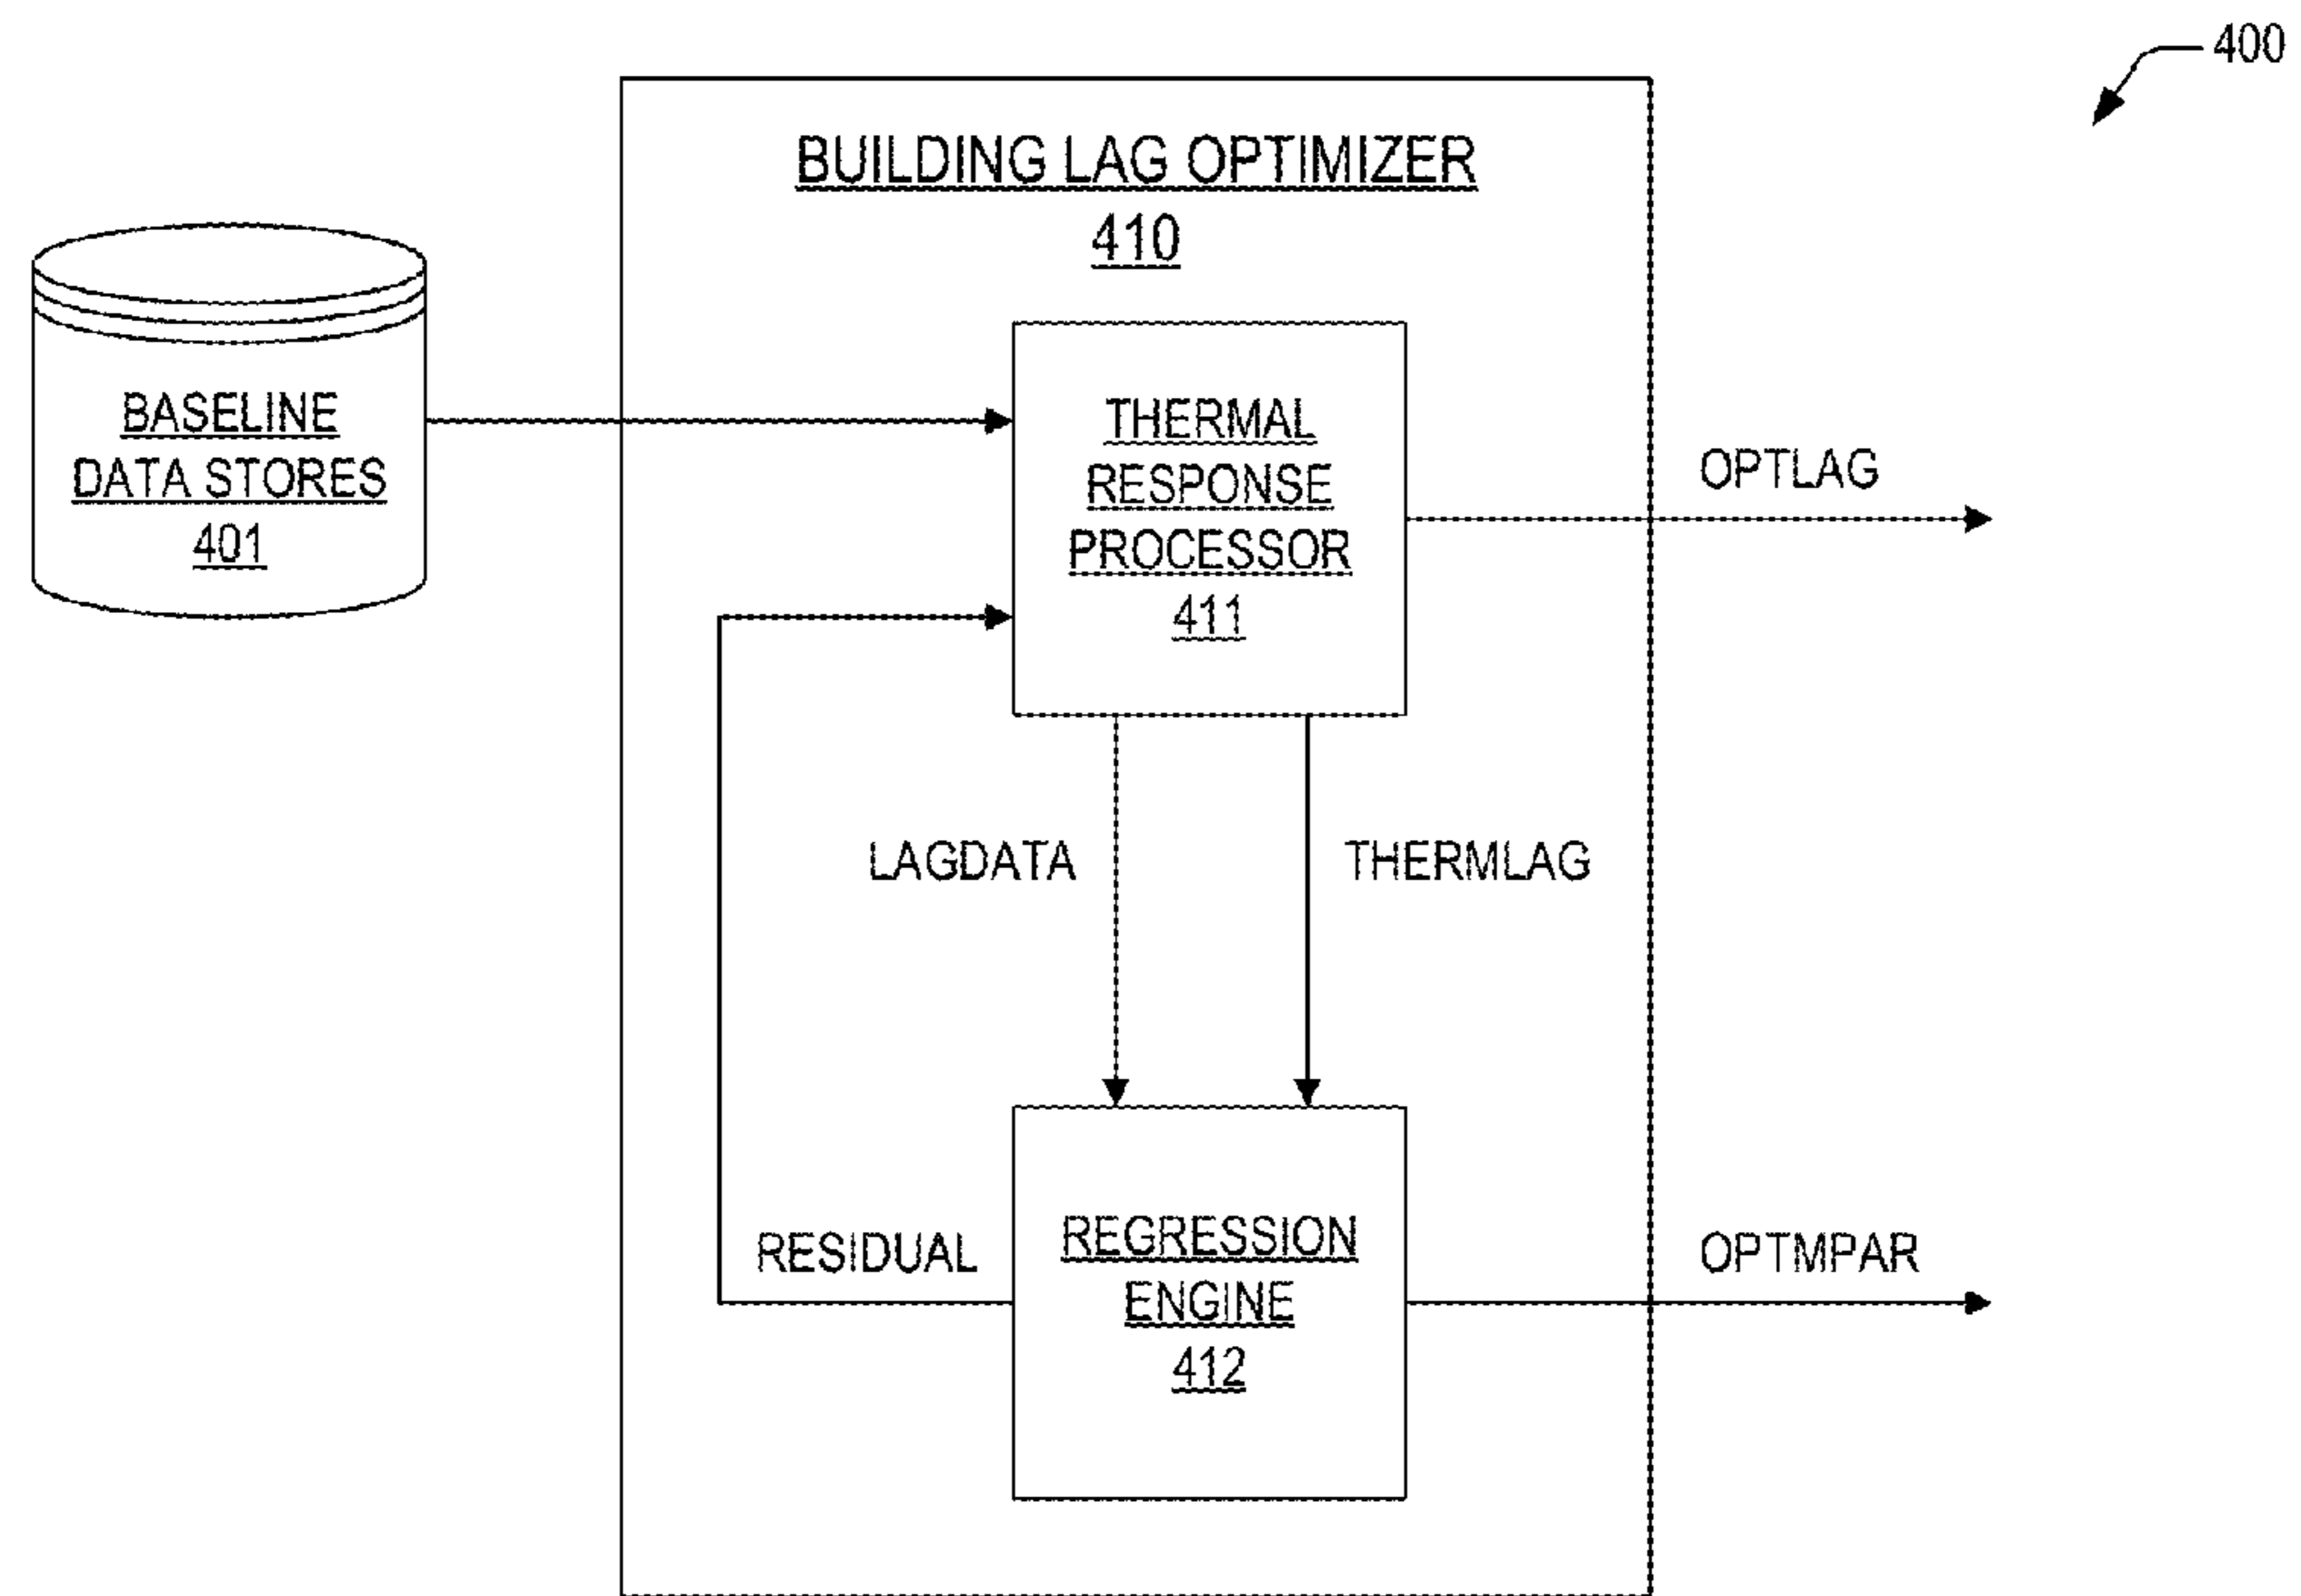 400
BUILDING LAG OPTIMIZER
410
BASELINE
DATA STORES
401
THERMAL
RESPONSE
PROCESSOR
411
OPTLAG
LAGDATA
THERMLAG
RESIDUAL
REGRESSION
ENGINE
412
OPTMPAR